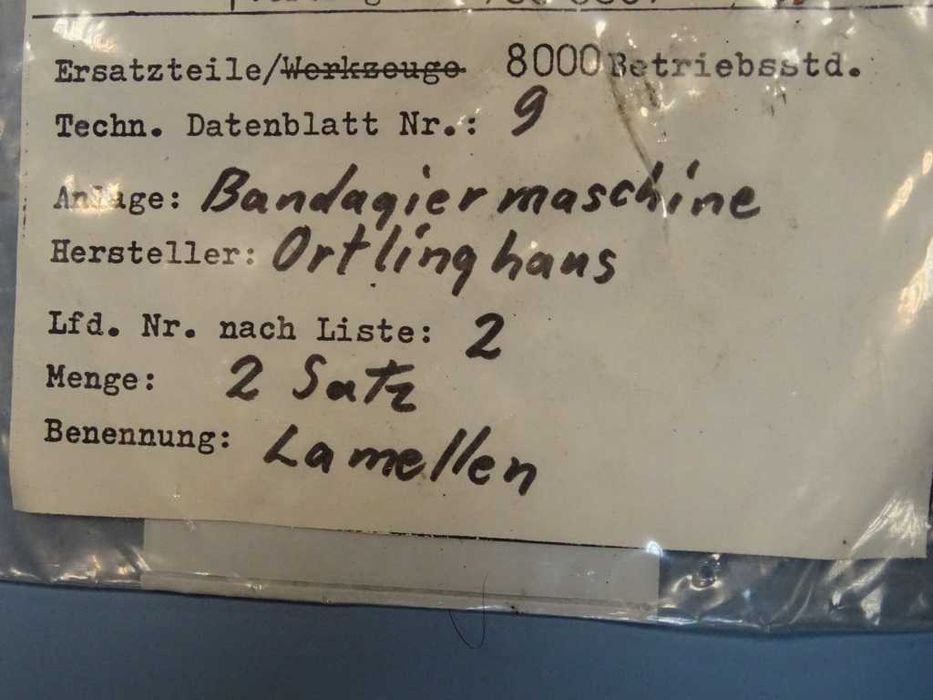 Ersatzteile/Werkzeuge 8000 Betriebsstd.
Techn. Datenblatt Nr.: 9
Anlage: Bandagiermaschine
Hersteller: Ortlinghaus
Lfd. Nr. nach Liste: 2
Menge: 2 Satz
Benennung: Lamellen